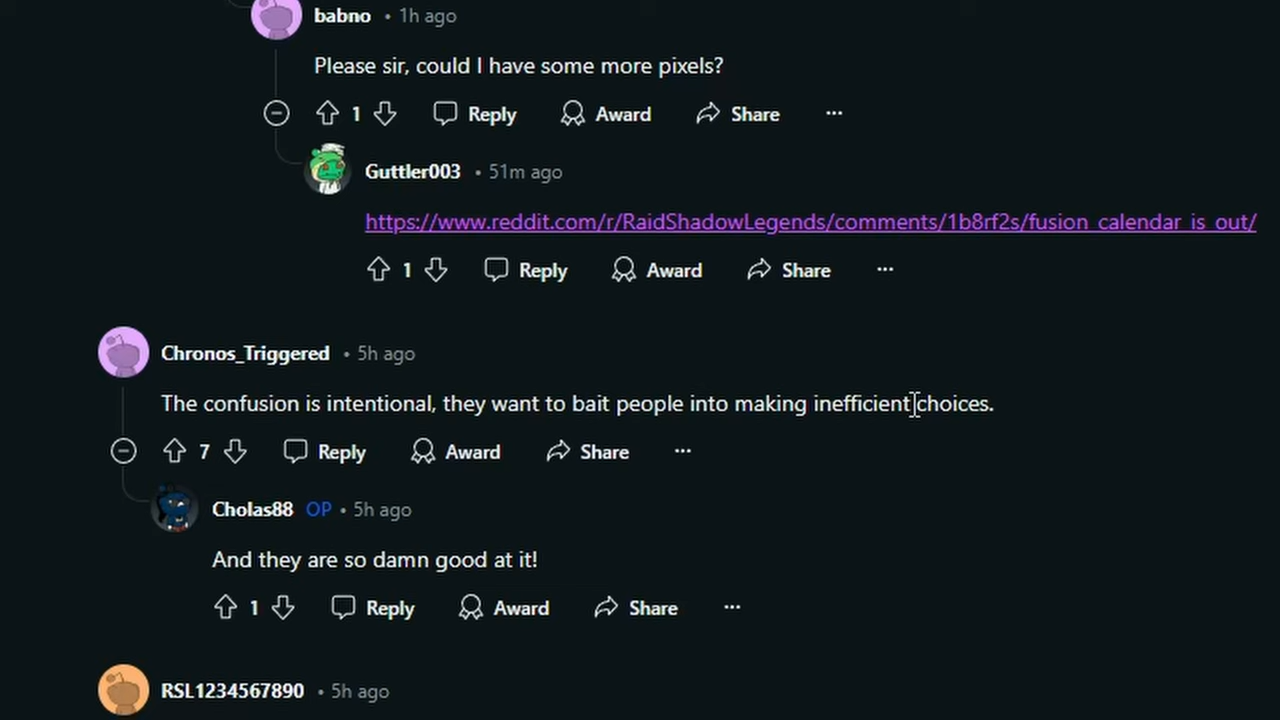 babno • 1h ago
Please sir, could I have some more pixels?
1 Reply Award Share ...
Guttler003 • 51m ago
https://www.reddit.com/r/RaidShadowLegends/comments/1b8rf2s/fusion_calendar_is_out/
1 Reply Award Share ...
Chronos_Triggered • 5h ago
The confusion is intentional, they want to bait people into making inefficient choices.
7 Reply Award Share ...
Cholas88 OP • 5h ago
And they are so damn good at it!
1 Reply Award Share ...
RSL1234567890 • 5h ago